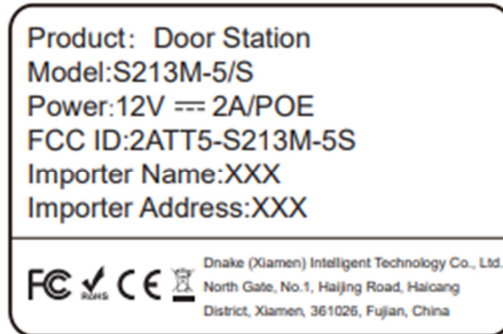 Product: Door Station
Model:S213M-5/S
Power:12V ⎓ 2A/POE
FCC ID:2ATT5-S213M-5S
Importer Name:XXX
Importer Address:XXX
FC RoHS CE
Dnake (Xiamen) Intelligent Technology Co., Ltd.
North Gate, No.1, Haijing Road, Haicang
District, Xiamen, 361026, Fujian, China